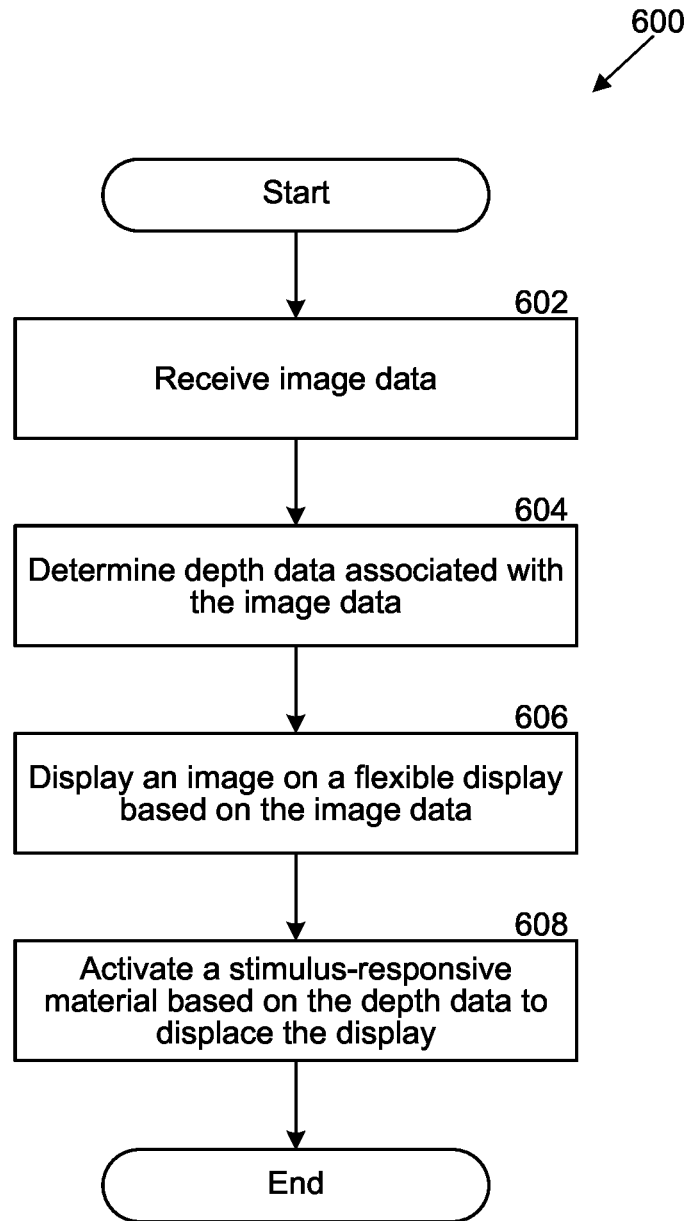 600
Start
602
Receive image data
604
Determine depth data associated with
the image data
606
Display an image on a flexible display
based on the image data
608
Activate a stimulus-responsive
material based on the depth data to
displace the display
End